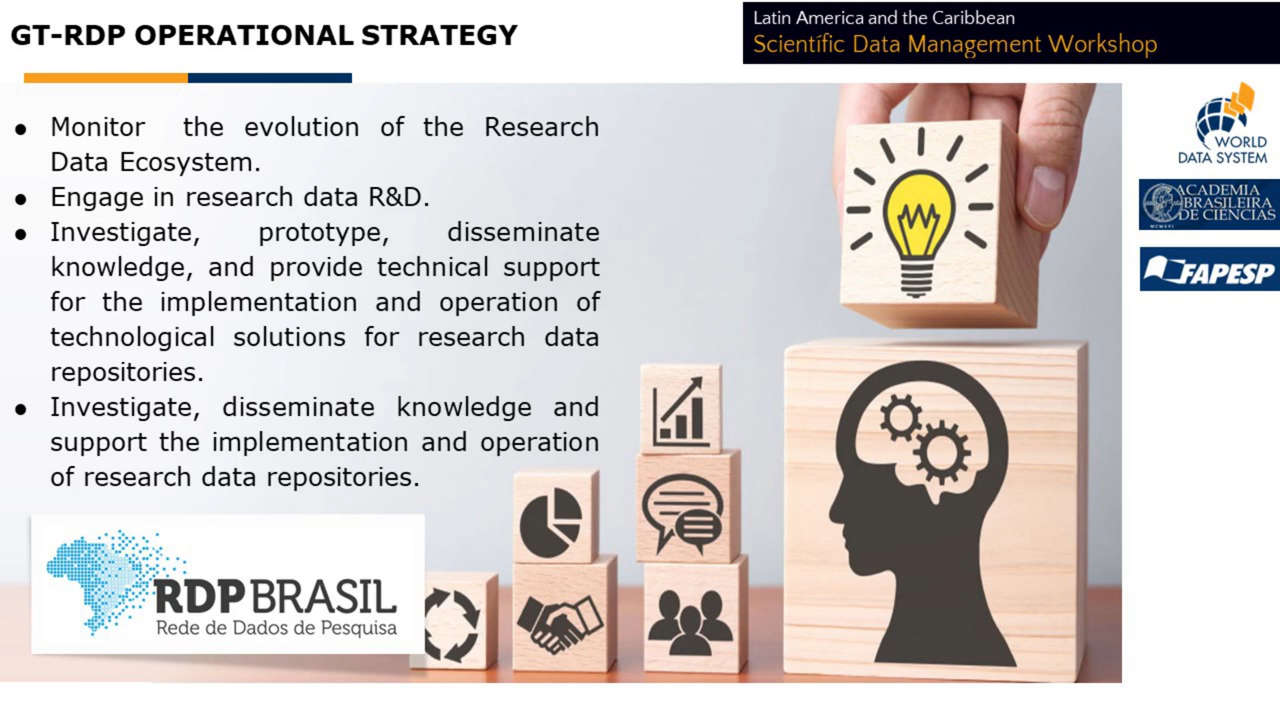 GT-RDP OPERATIONAL STRATEGY
Latin America and the Caribbean
Scientific Data Management Workshop
● Monitor the evolution of the Research
Data Ecosystem.
● Engage in research data R&D.
● Investigate, prototype, disseminate
knowledge, and provide technical support
for the implementation and operation of
technological solutions for research data
repositories.
● Investigate, disseminate knowledge and
support the implementation and operation
of research data repositories.
WORLD
DATA SYSTEM
ACADEMIA
BRASILEIRA
DE CIÊNCIAS
MCMXVI
FAPESP
RDP BRASIL
Rede de Dados de Pesquisa